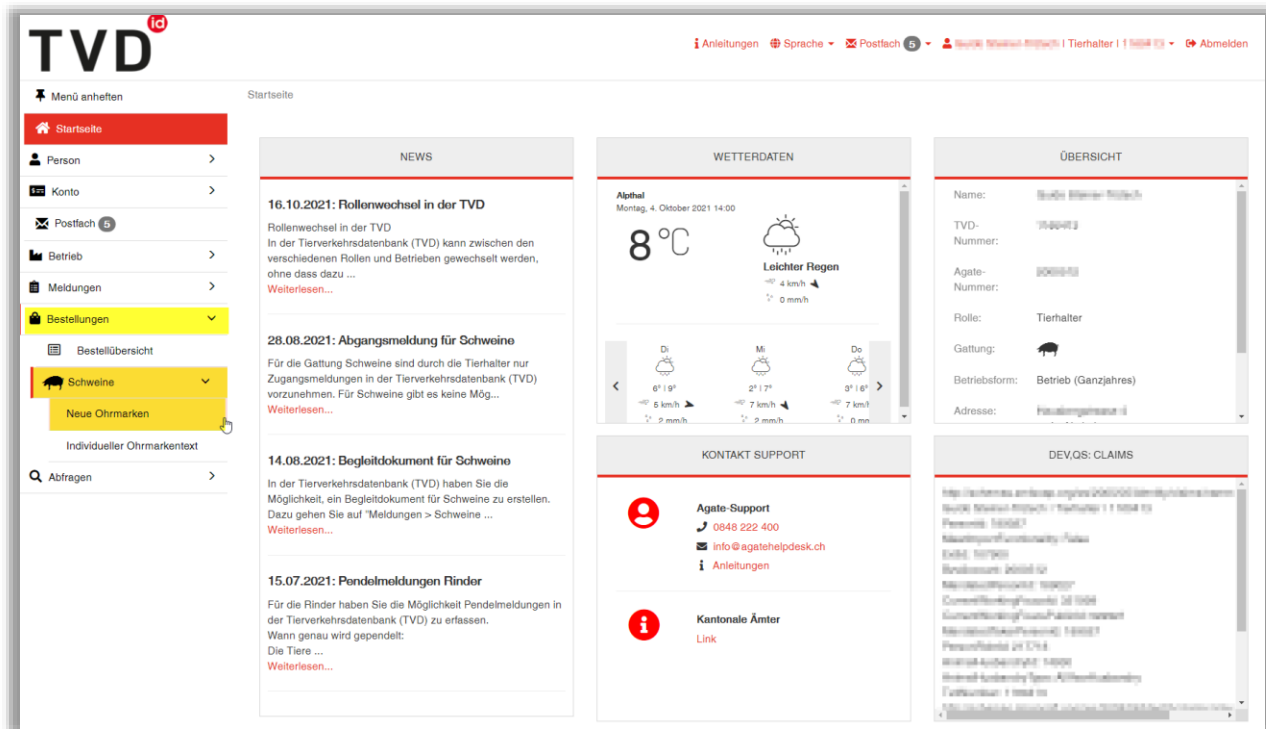 TVD id
Anleitungen Sprache Postfach 5 | Tierhalter | Abmelden
Menü anheften
Startseite
Startseite
Person
Konto
Postfach 5
Betrieb
Meldungen
Bestellungen
Bestellübersicht
Schweine
Neue Ohrmarken
Individueller Ohrmarkentext
Abfragen
NEWS
16.10.2021: Rollenwechsel in der TVD
Rollenwechsel in der TVD
In der Tierverkehrsdatenbank (TVD) kann zwischen den
verschiedenen Rollen und Betrieben gewechselt werden,
ohne dass dazu ...
Weiterlesen...
28.08.2021: Abgangsmeldung für Schweine
Für die Gattung Schweine sind durch die Tierhalter nur
Zugangsmeldungen in der Tierverkehrsdatenbank (TVD)
vorzunehmen. Für Schweine gibt es keine Mög...
Weiterlesen...
14.08.2021: Begleitdokument für Schweine
In der Tierverkehrsdatenbank (TVD) haben Sie die
Möglichkeit, ein Begleitdokument für Schweine zu erstellen.
Dazu gehen Sie auf "Meldungen > Schweine ...
Weiterlesen...
15.07.2021: Pendelmeldungen Rinder
Für die Rinder haben Sie die Möglichkeit Pendelmeldungen in
der Tierverkehrsdatenbank (TVD) zu erfassen.
Wann genau wird gependelt:
Die Tiere ...
Weiterlesen...
WETTERDATEN
Alpthal
Montag, 4. Oktober 2021 14:00
8 °C
Leichter Regen
4 km/h
0 mm/h
Di Mi Do
6° | 9° 2° | 7° 3° | 6°
5 km/h 7 km/h 7 km/h
2 mm/h 2 mm/h 0 mm
KONTAKT SUPPORT
Agate-Support
0848 222 400
info@agatehelpdesk.ch
Anleitungen
Kantonale Ämter
Link
ÜBERSICHT
Name:
TVD-
Nummer:
Agate-
Nummer:
Rolle: Tierhalter
Gattung:
Betriebsform: Betrieb (Ganzjahres)
Adresse:
DEV,QS: CLAIMS